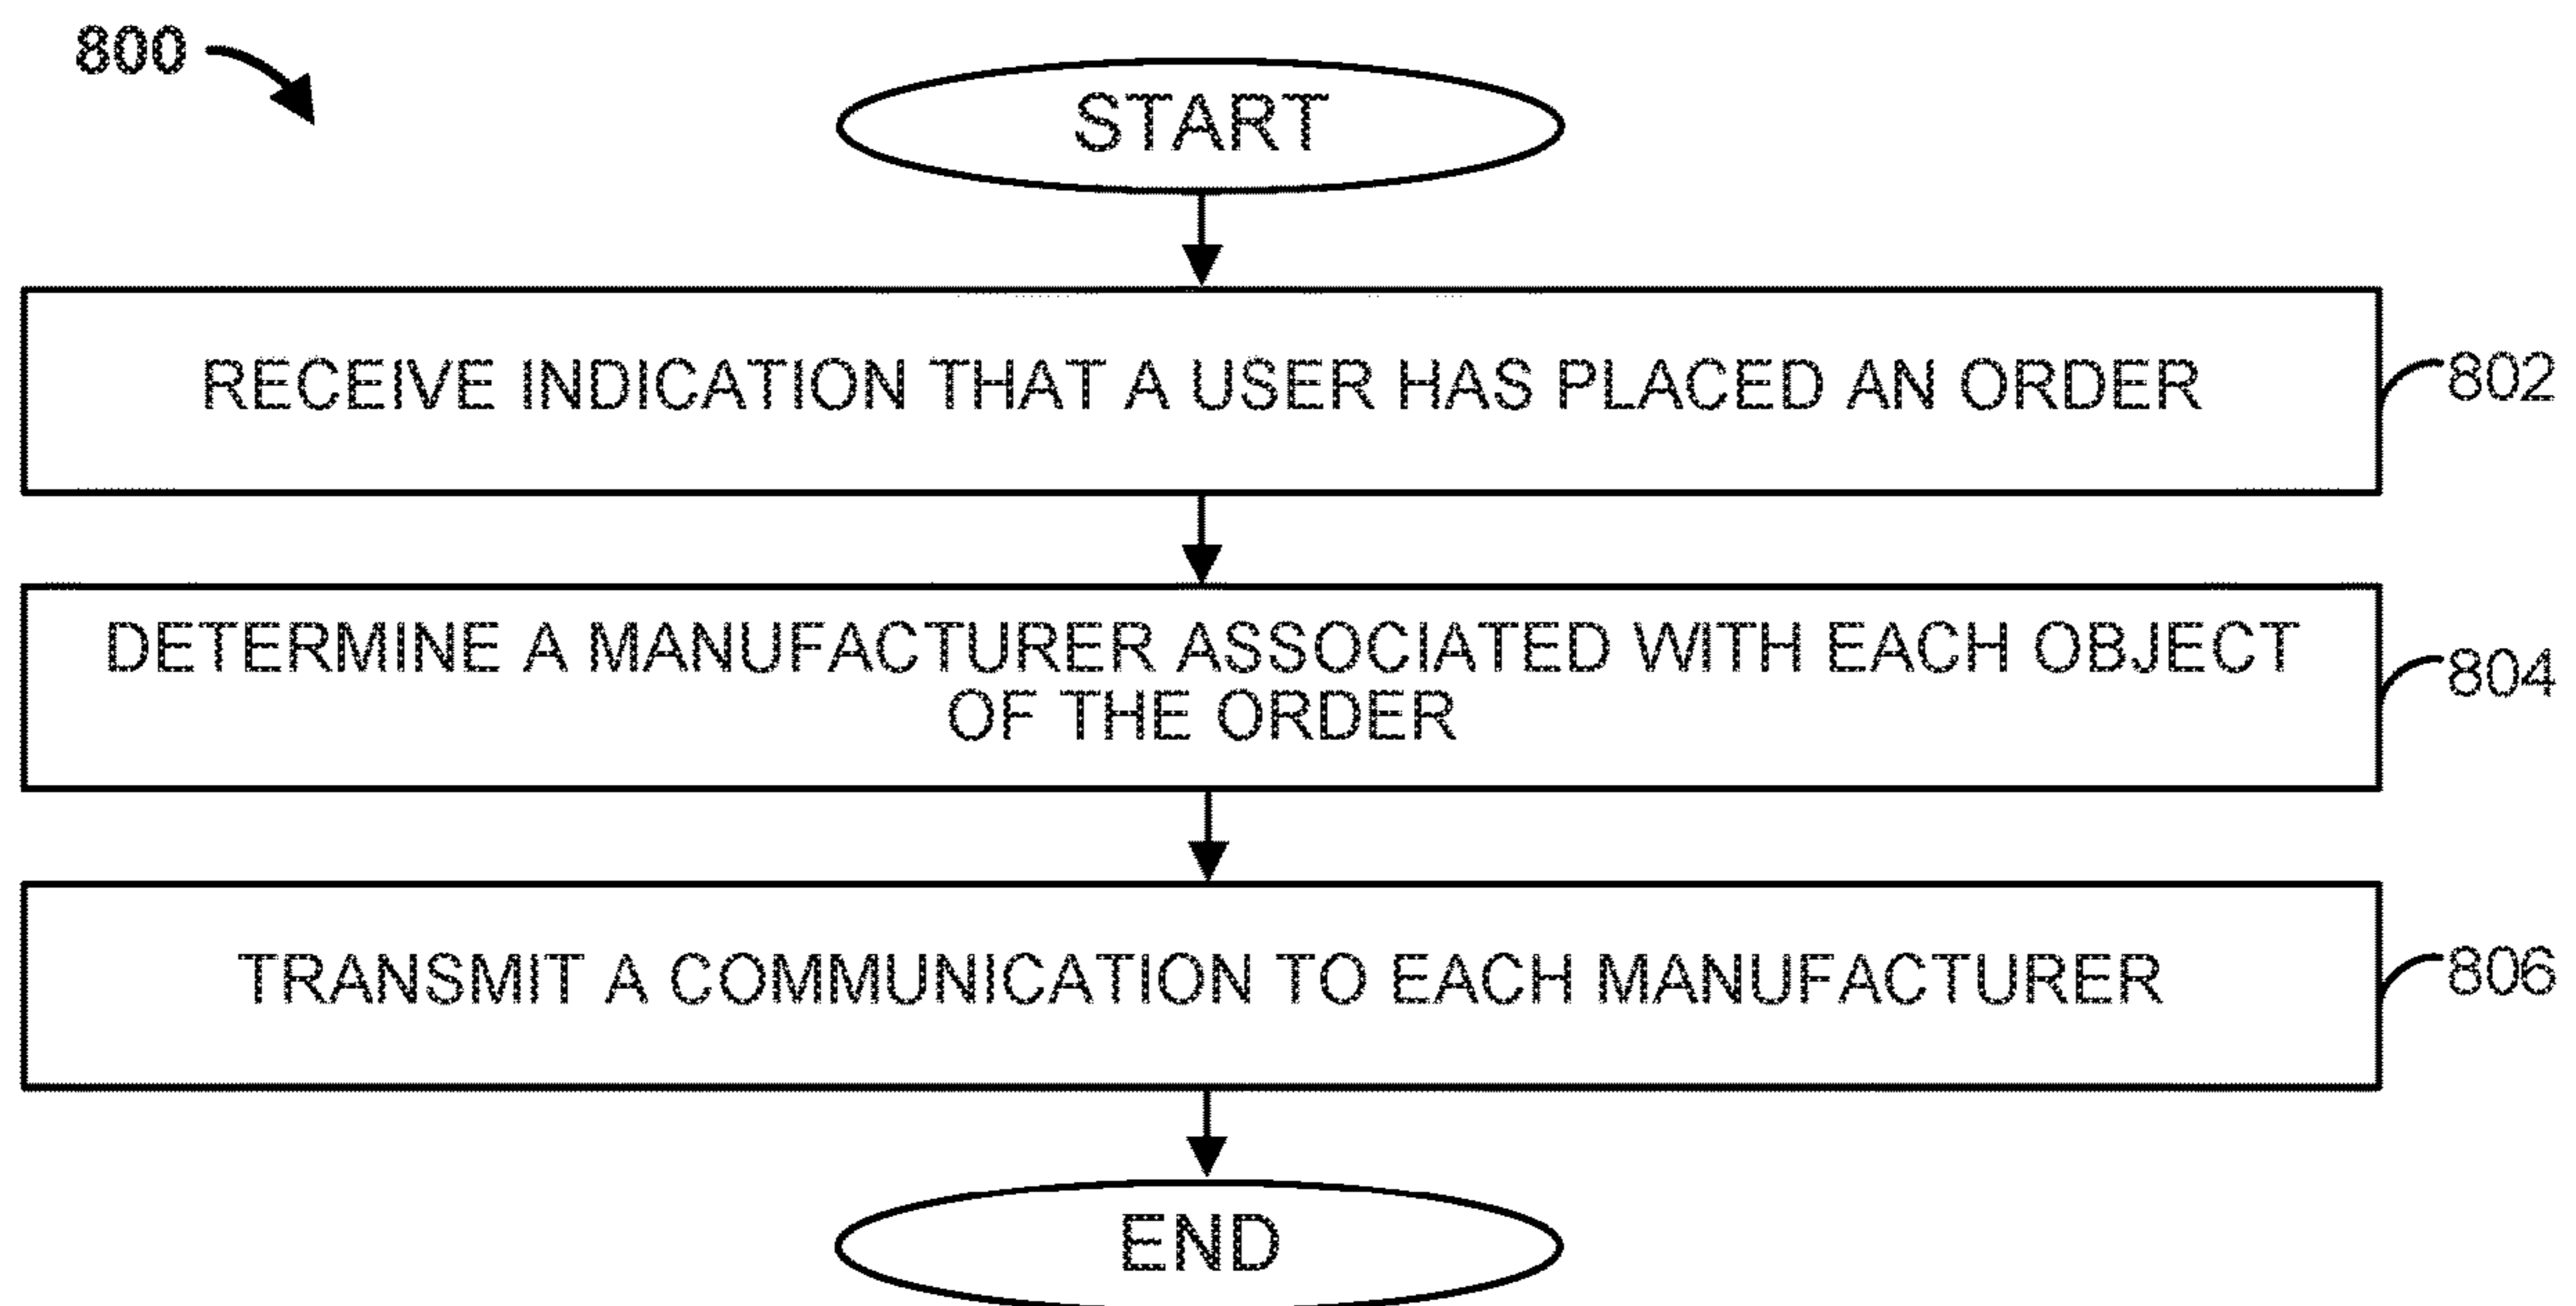 800
START
RECEIVE INDICATION THAT A USER HAS PLACED AN ORDER
802
DETERMINE A MANUFACTURER ASSOCIATED WITH EACH OBJECT
OF THE ORDER
804
TRANSMIT A COMMUNICATION TO EACH MANUFACTURER
806
END